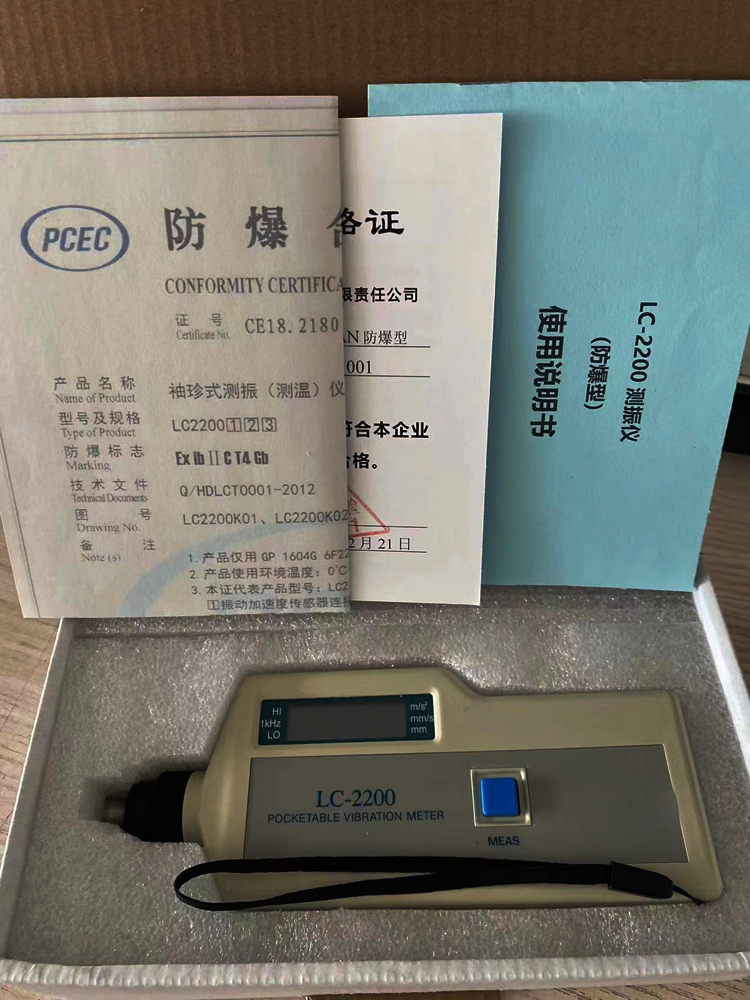 PCEC
防爆
CONFORMITY CERTIFICA
证号 CE18.2180
Certificate No.
产品名称 袖珍式测振（测温）仪
Name of Product
型号及规格 LC2200①②③
Type of Product
防爆标志 Ex ib II C T4 Gb
Marking
技术文件 Q/HDLCT0001-2012
Technical Documents
图号 LC2200K01、LC2200K02
Drawing No.
备注 1.产品仅用 GP 1604G 6F22
Note (s) 2.产品使用环境温度：0℃
3.本证代表产品型号：LC2
①振动加速度传感器连接
格证
限责任公司
AN防爆型
001
符合本企业
合格。
2月21日
LC-2200 测振仪
（防爆型）
使用说明书
HI
1kHz
LO
m/s²
mm/s
mm
LC-2200
POCKETABLE VIBRATION METER
MEAS